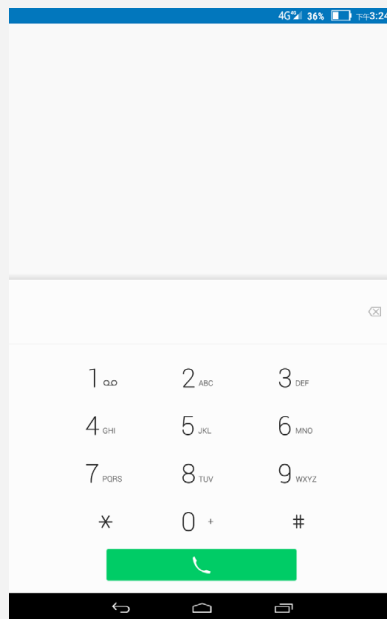 4G 4G 36% 下午3:24
1 2 ABC 3 DEF
4 GHI 5 JKL 6 MNO
7 PQRS 8 TUV 9 WXYZ
* 0 + #